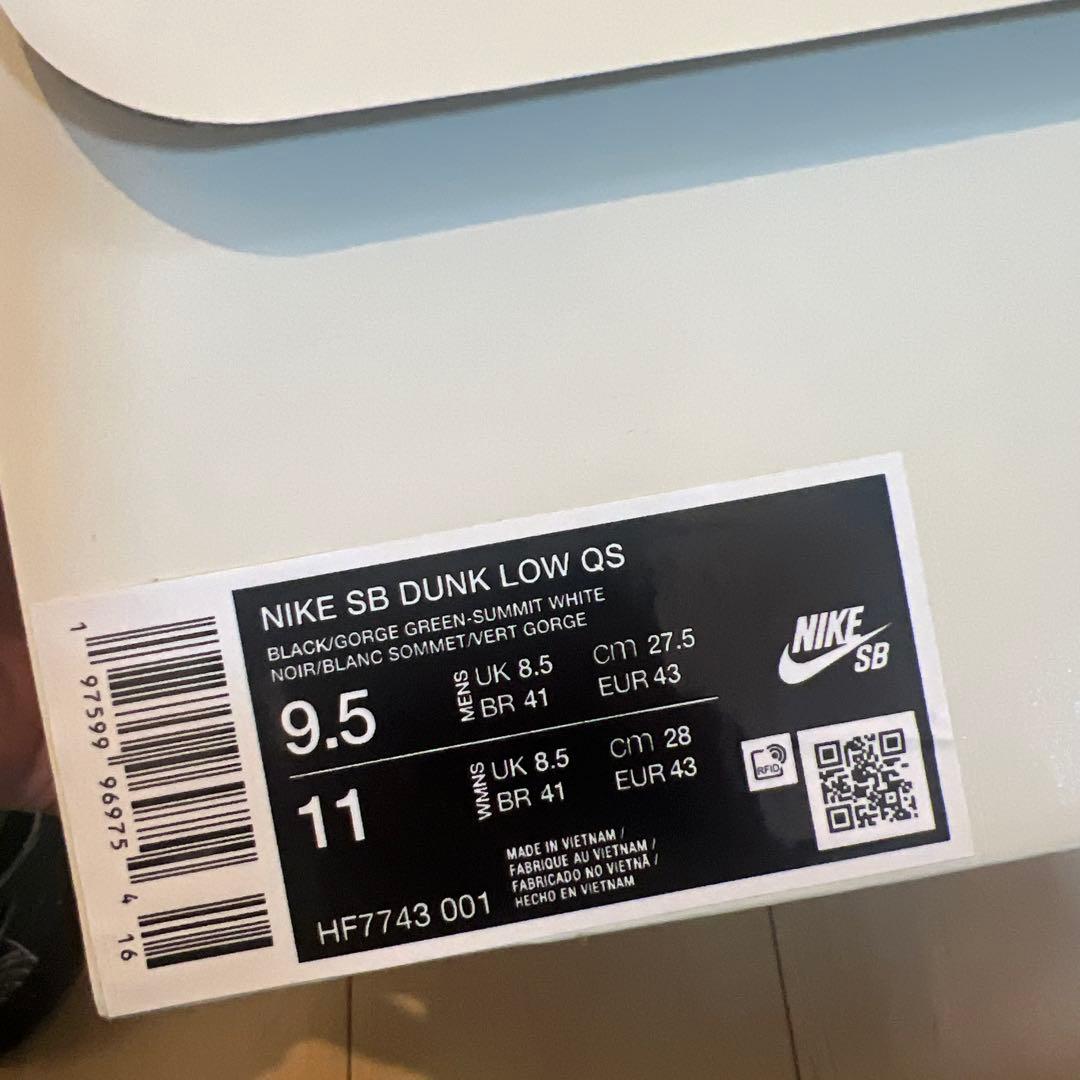 NIKE SB DUNK LOW QS
BLACK/GORGE GREEN-SUMMIT WHITE
NOIR/BLANC SOMMET/VERT GORGE
9.5 MENS UK 8.5 cm 27.5
BR 41 EUR 43
11 WMNS UK 8.5 cm 28
BR 41 EUR 43
MADE IN VIETNAM /
FABRIQUE AU VIETNAM /
FABRICADO NO VIETNÃ /
HECHO EN VIETNAM
HF7743 001
NIKE
SB
RFID
1 97599 96975 4 16